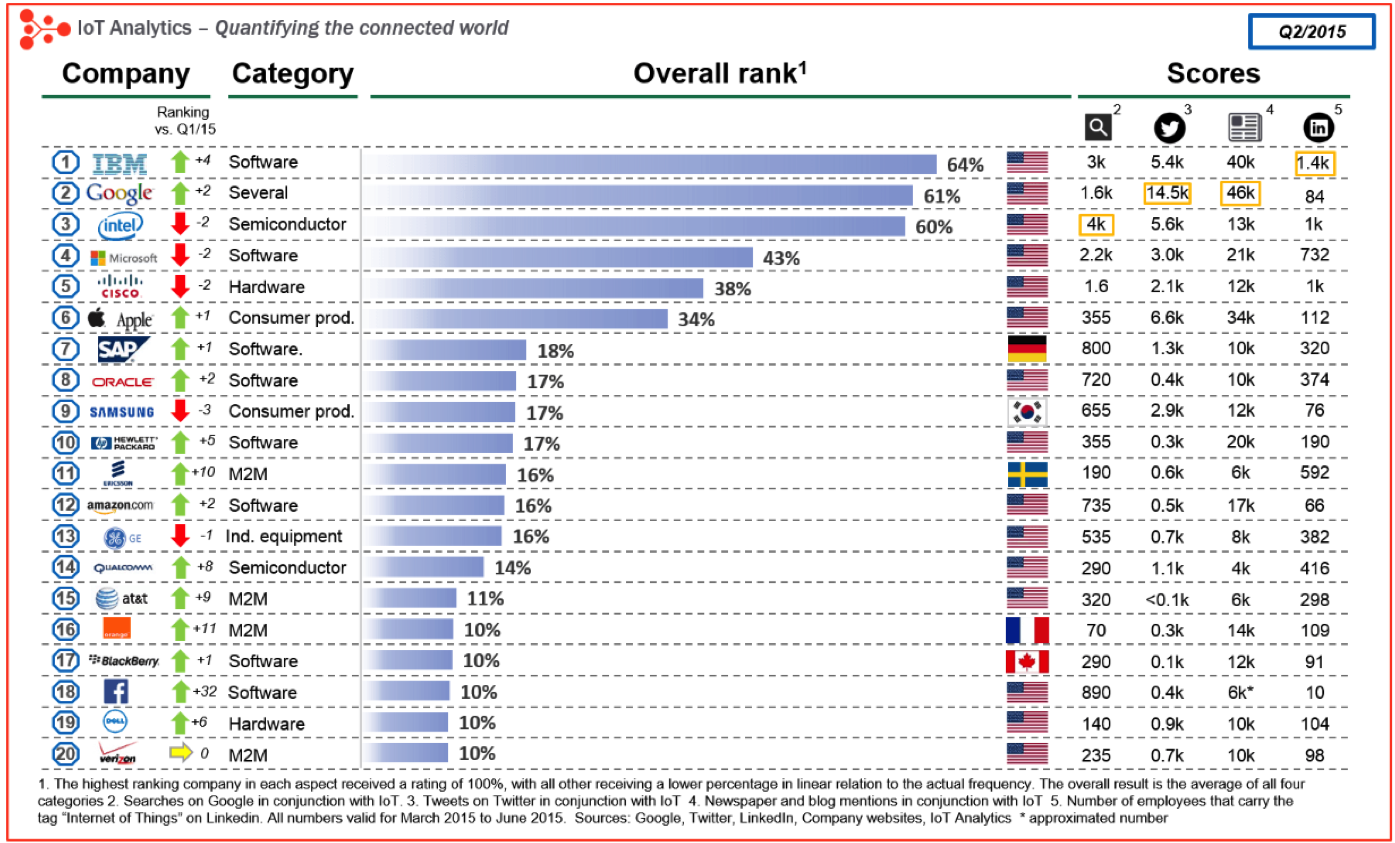 IoT Analytics – Quantifying the connected world
Q2/2015
Company Category Overall rank1 Scores
Ranking
vs. Q1/15
2 3 4 5
in
1 IBM +4 Software 64% 3k 5.4k 40k 1.4k
2 Google +2 Several 61% 1.6k 14.5k 46k 84
3 intel -2 Semiconductor 60% 4k 5.6k 13k 1k
4 Microsoft -2 Software 43% 2.2k 3.0k 21k 732
5 CISCO -2 Hardware 38% 1.6 2.1k 12k 1k
6 Apple +1 Consumer prod. 34% 355 6.6k 34k 112
7 SAP +1 Software. 18% 800 1.3k 10k 320
8 ORACLE +2 Software 17% 720 0.4k 10k 374
9 SAMSUNG -3 Consumer prod. 17% 655 2.9k 12k 76
10 hp HEWLETT PACKARD +5 Software 17% 355 0.3k 20k 190
11 ERICSSON +10 M2M 16% 190 0.6k 6k 592
12 amazon.com +2 Software 16% 735 0.5k 17k 66
13 GE -1 Ind. equipment 16% 535 0.7k 8k 382
14 QUALCOMM +8 Semiconductor 14% 290 1.1k 4k 416
15 at&t +9 M2M 11% 320 <0.1k 6k 298
16 orange +11 M2M 10% 70 0.3k 14k 109
17 BlackBerry. +1 Software 10% 290 0.1k 12k 91
18 f +32 Software 10% 890 0.4k 6k* 10
19 DELL +6 Hardware 10% 140 0.9k 10k 104
20 verizon 0 M2M 10% 235 0.7k 10k 98
1. The highest ranking company in each aspect received a rating of 100%, with all other receiving a lower percentage in linear relation to the actual frequency. The overall result is the average of all four
categories 2. Searches on Google in conjunction with IoT. 3. Tweets on Twitter in conjunction with IoT 4. Newspaper and blog mentions in conjunction with IoT 5. Number of employees that carry the
tag “Internet of Things” on Linkedin. All numbers valid for March 2015 to June 2015. Sources: Google, Twitter, LinkedIn, Company websites, IoT Analytics * approximated number